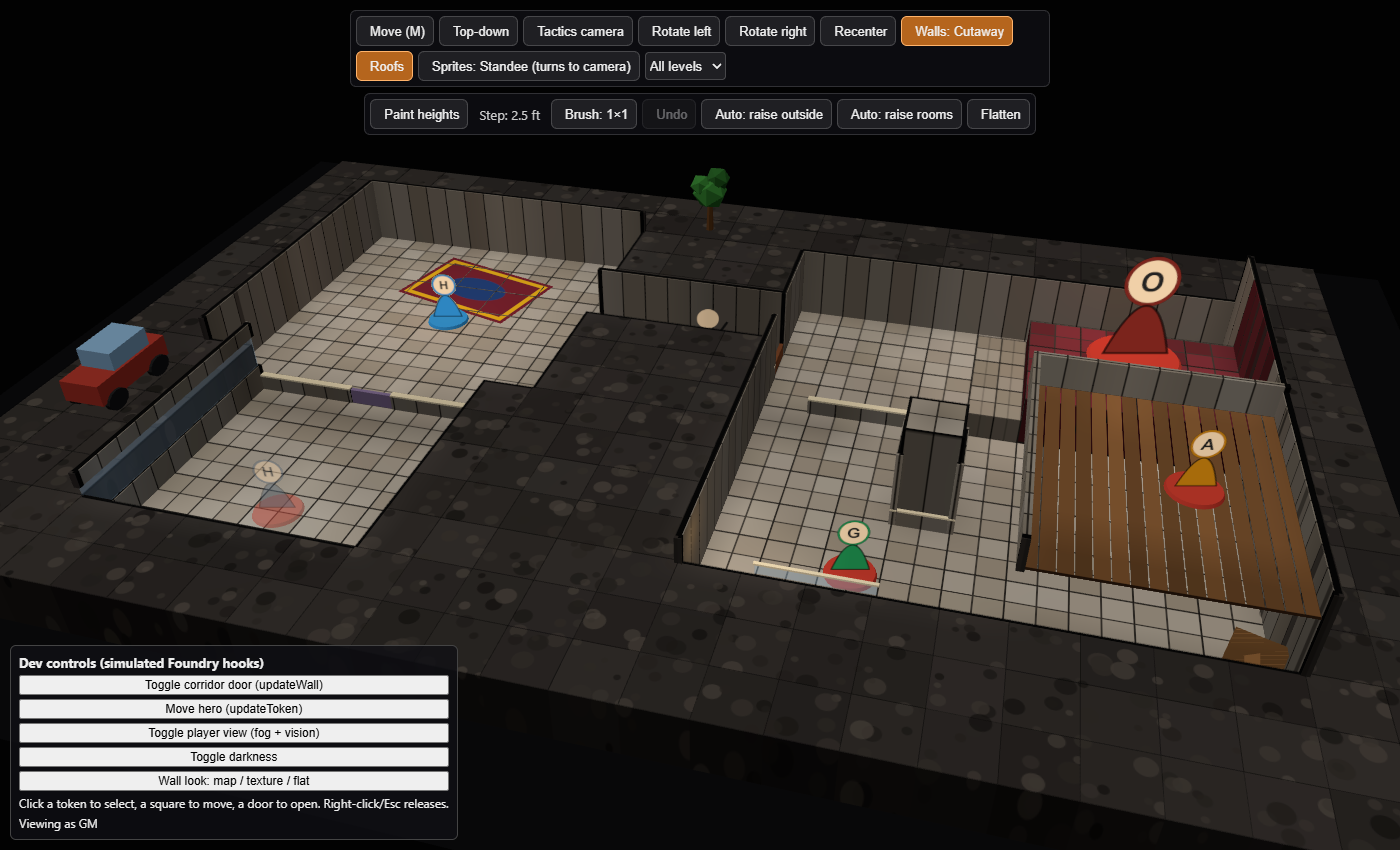 Move (M) Top-down Tactics camera Rotate left Rotate right Recenter Walls: Cutaway
Roofs Sprites: Standee (turns to camera) All levels
Paint heights Step: 2.5 ft Brush: 1×1 Undo Auto: raise outside Auto: raise rooms Flatten
O
H
A
H
G
Dev controls (simulated Foundry hooks)
Toggle corridor door (updateWall)
Move hero (updateToken)
Toggle player view (fog + vision)
Toggle darkness
Wall look: map / texture / flat
Click a token to select, a square to move, a door to open. Right-click/Esc releases.
Viewing as GM